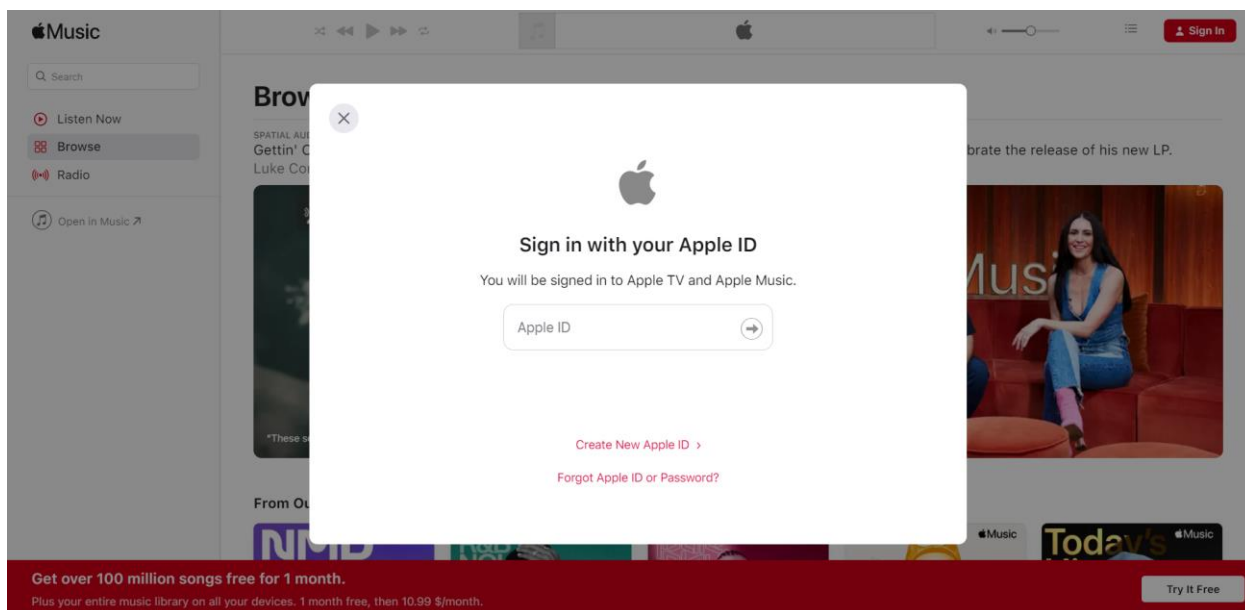 Music
Sign In
Search
Listen Now
Browse
Radio
Open in Music
Brow
SPATIAL AU
Gettin' O
Luke Co
brate the release of his new LP.
Mus
*These s
Sign in with your Apple ID
You will be signed in to Apple TV and Apple Music.
Apple ID
Create New Apple ID >
Forgot Apple ID or Password?
From Ou
NMD
R&B
Music
Today's
Music
Get over 100 million songs free for 1 month.
Plus your entire music library on all your devices. 1 month free, then 10,99 $/month.
Try It Free